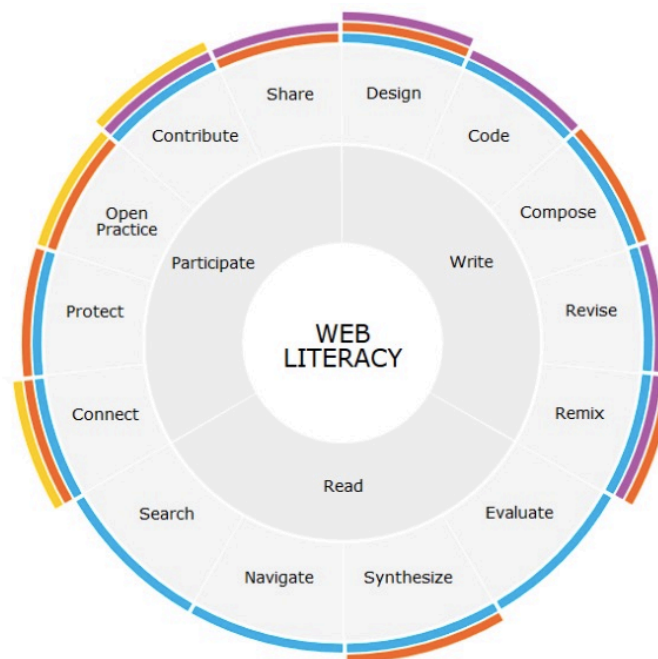 Share
Design
Contribute
Code
Open
Practice
Compose
Participate
Write
Protect
Revise
WEB
LITERACY
Connect
Remix
Read
Search
Evaluate
Navigate
Synthesize